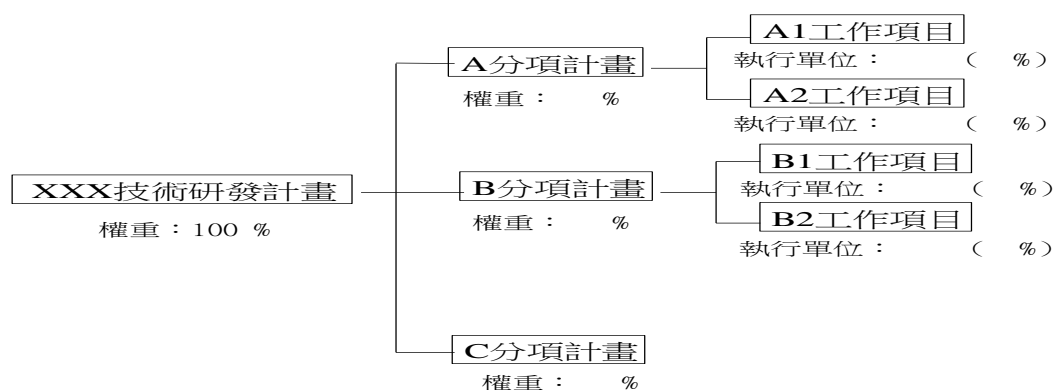 XXX技術研發計畫
權重：100 %
A分項計畫
權重： %
A1工作項目
執行單位： ( %)
A2工作項目
執行單位： ( %)
B分項計畫
權重： %
B1工作項目
執行單位： ( %)
B2工作項目
執行單位： ( %)
C分項計畫
權重： %